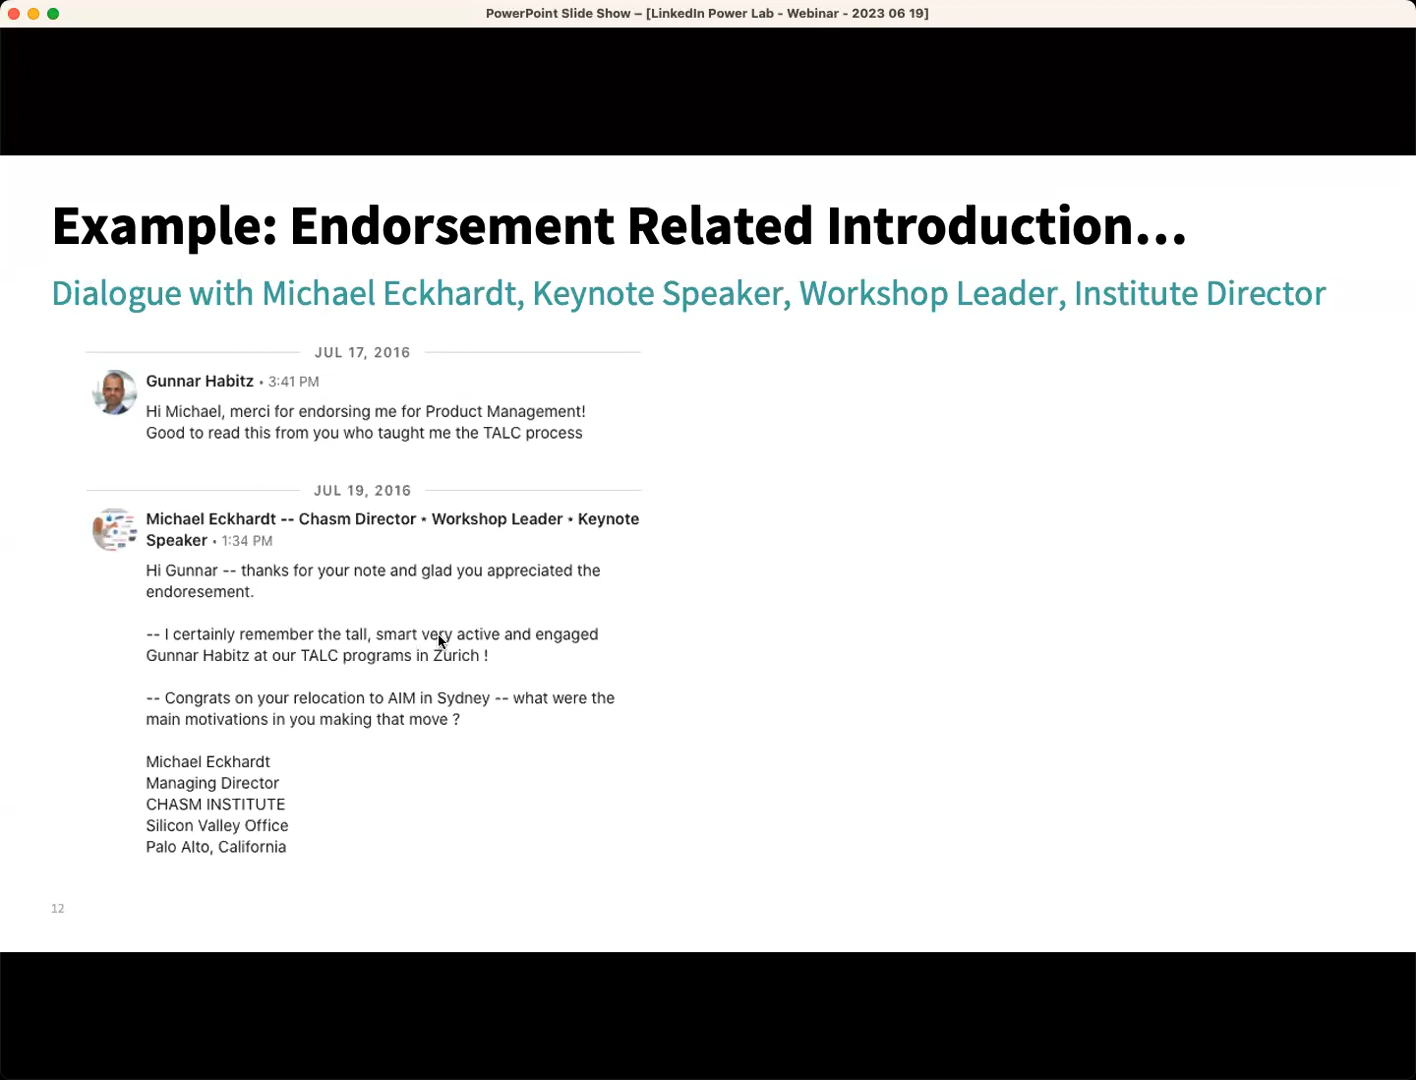 PowerPoint Slide Show – [LinkedIn Power Lab - Webinar - 2023 06 19]
Example: Endorsement Related Introduction...
Dialogue with Michael Eckhardt, Keynote Speaker, Workshop Leader, Institute Director
JUL 17, 2016
Gunnar Habitz • 3:41 PM
Hi Michael, merci for endorsing me for Product Management!
Good to read this from you who taught me the TALC process
JUL 19, 2016
Michael Eckhardt -- Chasm Director • Workshop Leader • Keynote
Speaker • 1:34 PM
Hi Gunnar -- thanks for your note and glad you appreciated the
endoresement.
-- I certainly remember the tall, smart very active and engaged
Gunnar Habitz at our TALC programs in Zurich !
-- Congrats on your relocation to AIM in Sydney -- what were the
main motivations in you making that move ?
Michael Eckhardt
Managing Director
CHASM INSTITUTE
Silicon Valley Office
Palo Alto, California
12